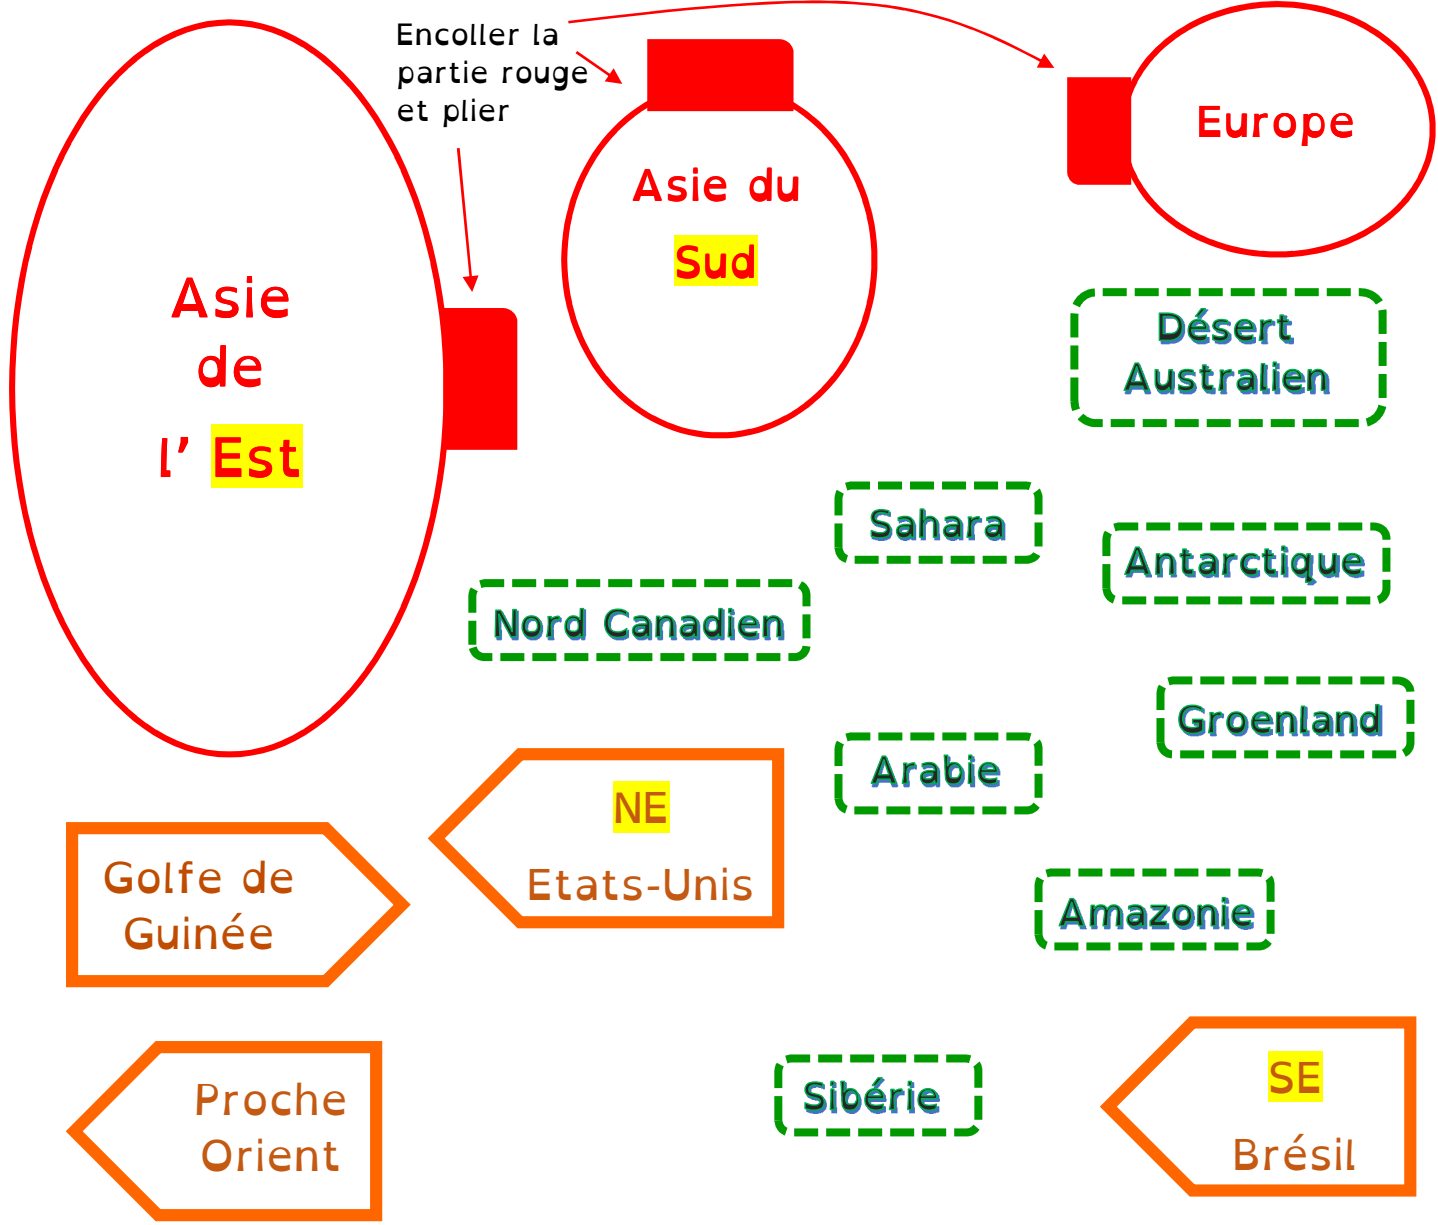 Encoller la
partie rouge
et plier
Asie
de
l’ Est
Asie du
Sud
Europe
Désert
Australien
Sahara
Antarctique
Nord Canadien
Groenland
Arabie
NE
Etats-Unis
Golfe de
Guinée
Amazonie
Proche
Orient
Sibérie
SE
Brésil